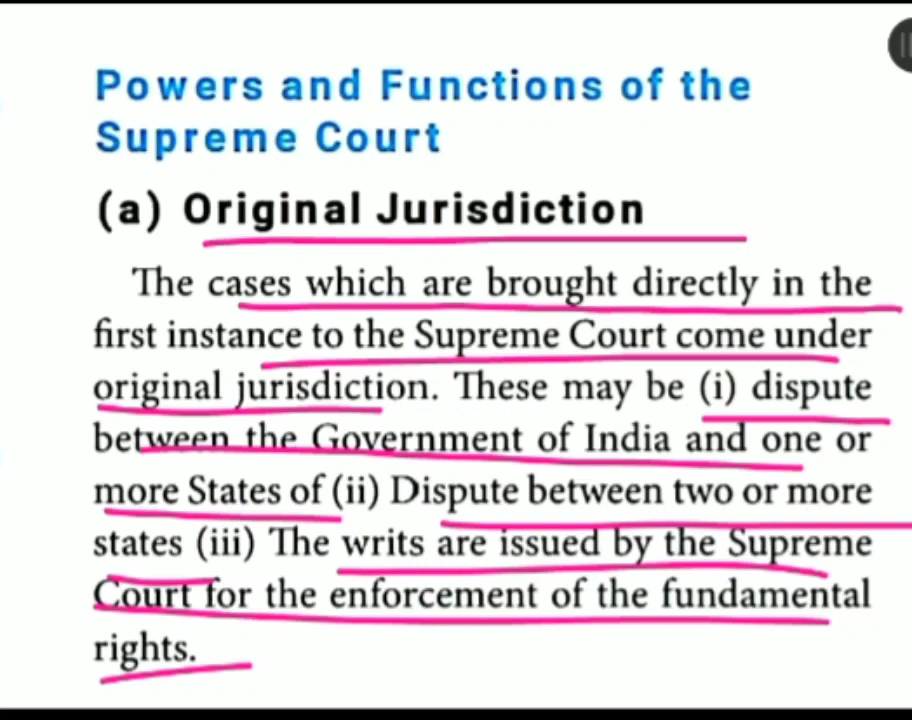 Powers and Functions of the
Supreme Court
(a) Original Jurisdiction
The cases which are brought directly in the
first instance to the Supreme Court come under
original jurisdiction. These may be (i) dispute
between the Government of India and one or
more States of (ii) Dispute between two or more
states (iii) The writs are issued by the Supreme
Court for the enforcement of the fundamental
rights.